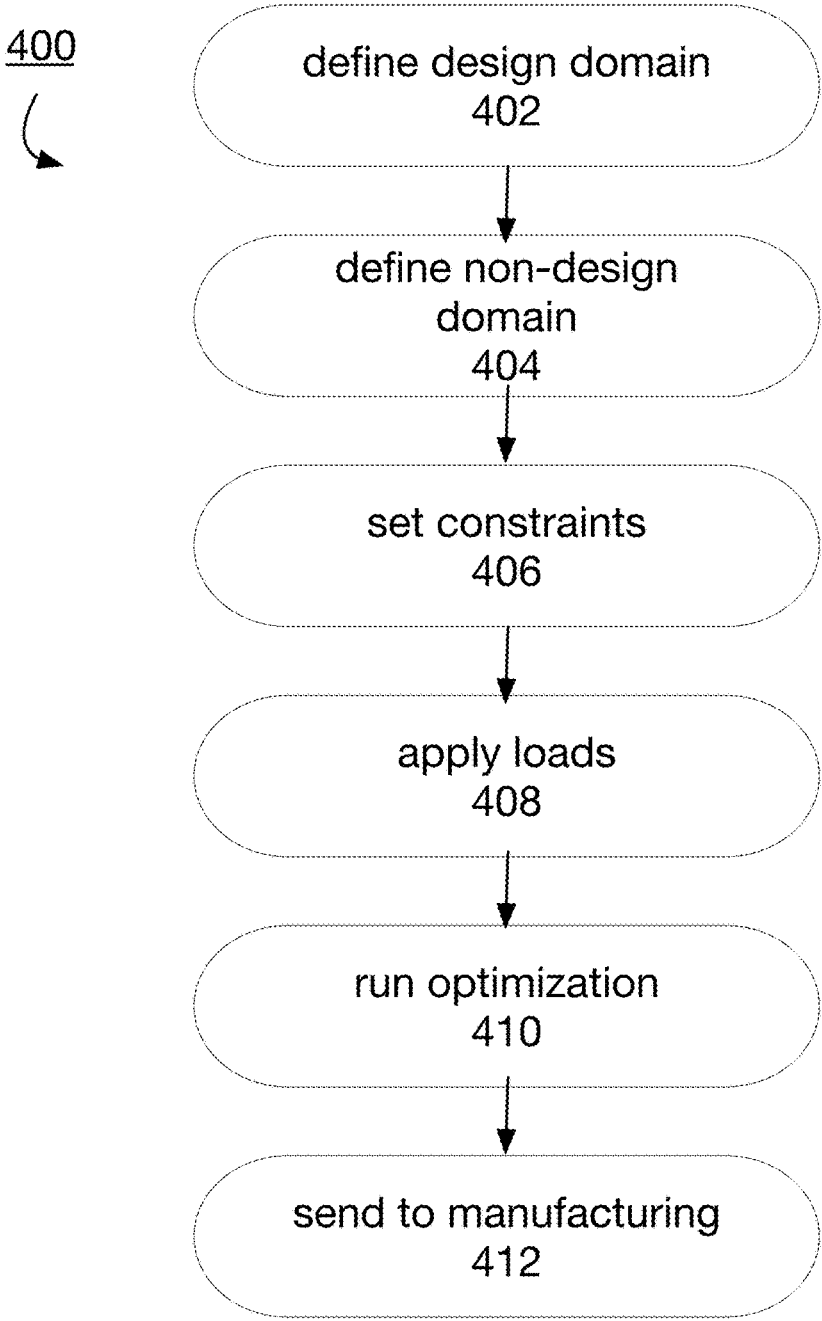 400
define design domain
402
define non-design
domain
404
set constraints
406
apply loads
408
run optimization
410
send to manufacturing
412